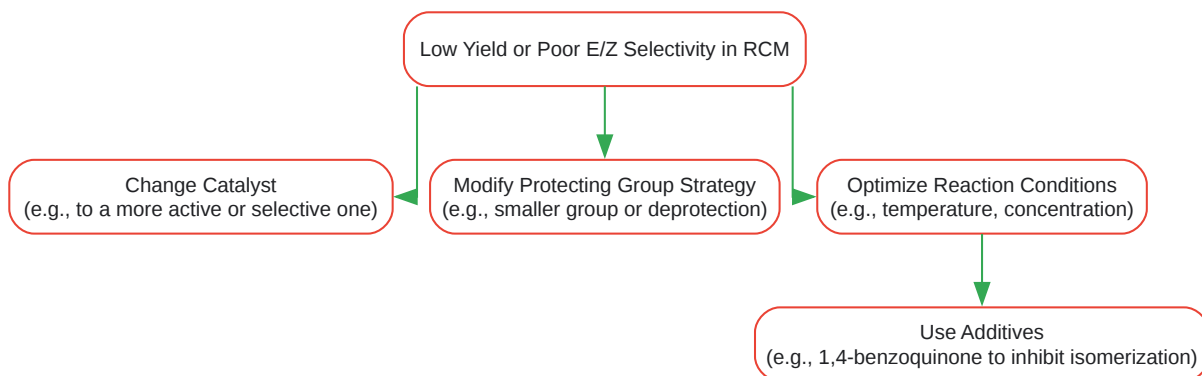 Low Yield or Poor E/Z Selectivity in RCM
Change Catalyst
(e.g., to a more active or selective one)
Modify Protecting Group Strategy
(e.g., smaller group or deprotection)
Optimize Reaction Conditions
(e.g., temperature, concentration)
Use Additives
(e.g., 1,4-benzoquinone to inhibit isomerization)